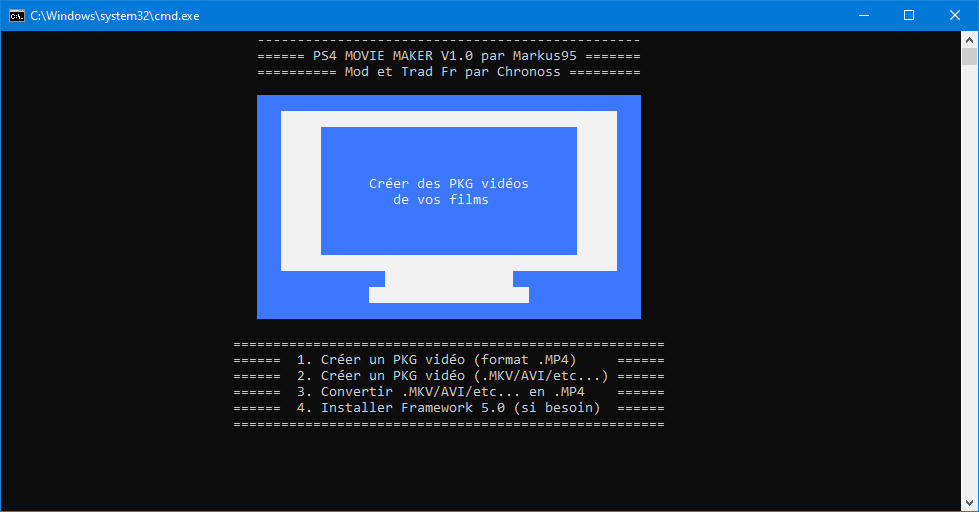 C:\Windows\system32\cmd.exe
------------------------------------------------
====== PS4 MOVIE MAKER V1.0 par Markus95 =======
========== Mod et Trad Fr par Chronoss =========
Créer des PKG vidéos
de vos films
======================================================
====== 1. Créer un PKG vidéo (format .MP4) ======
====== 2. Créer un PKG vidéo (.MKV/AVI/etc...) ======
====== 3. Convertir .MKV/AVI/etc... en .MP4 ======
====== 4. Installer Framework 5.0 (si besoin) ======
======================================================